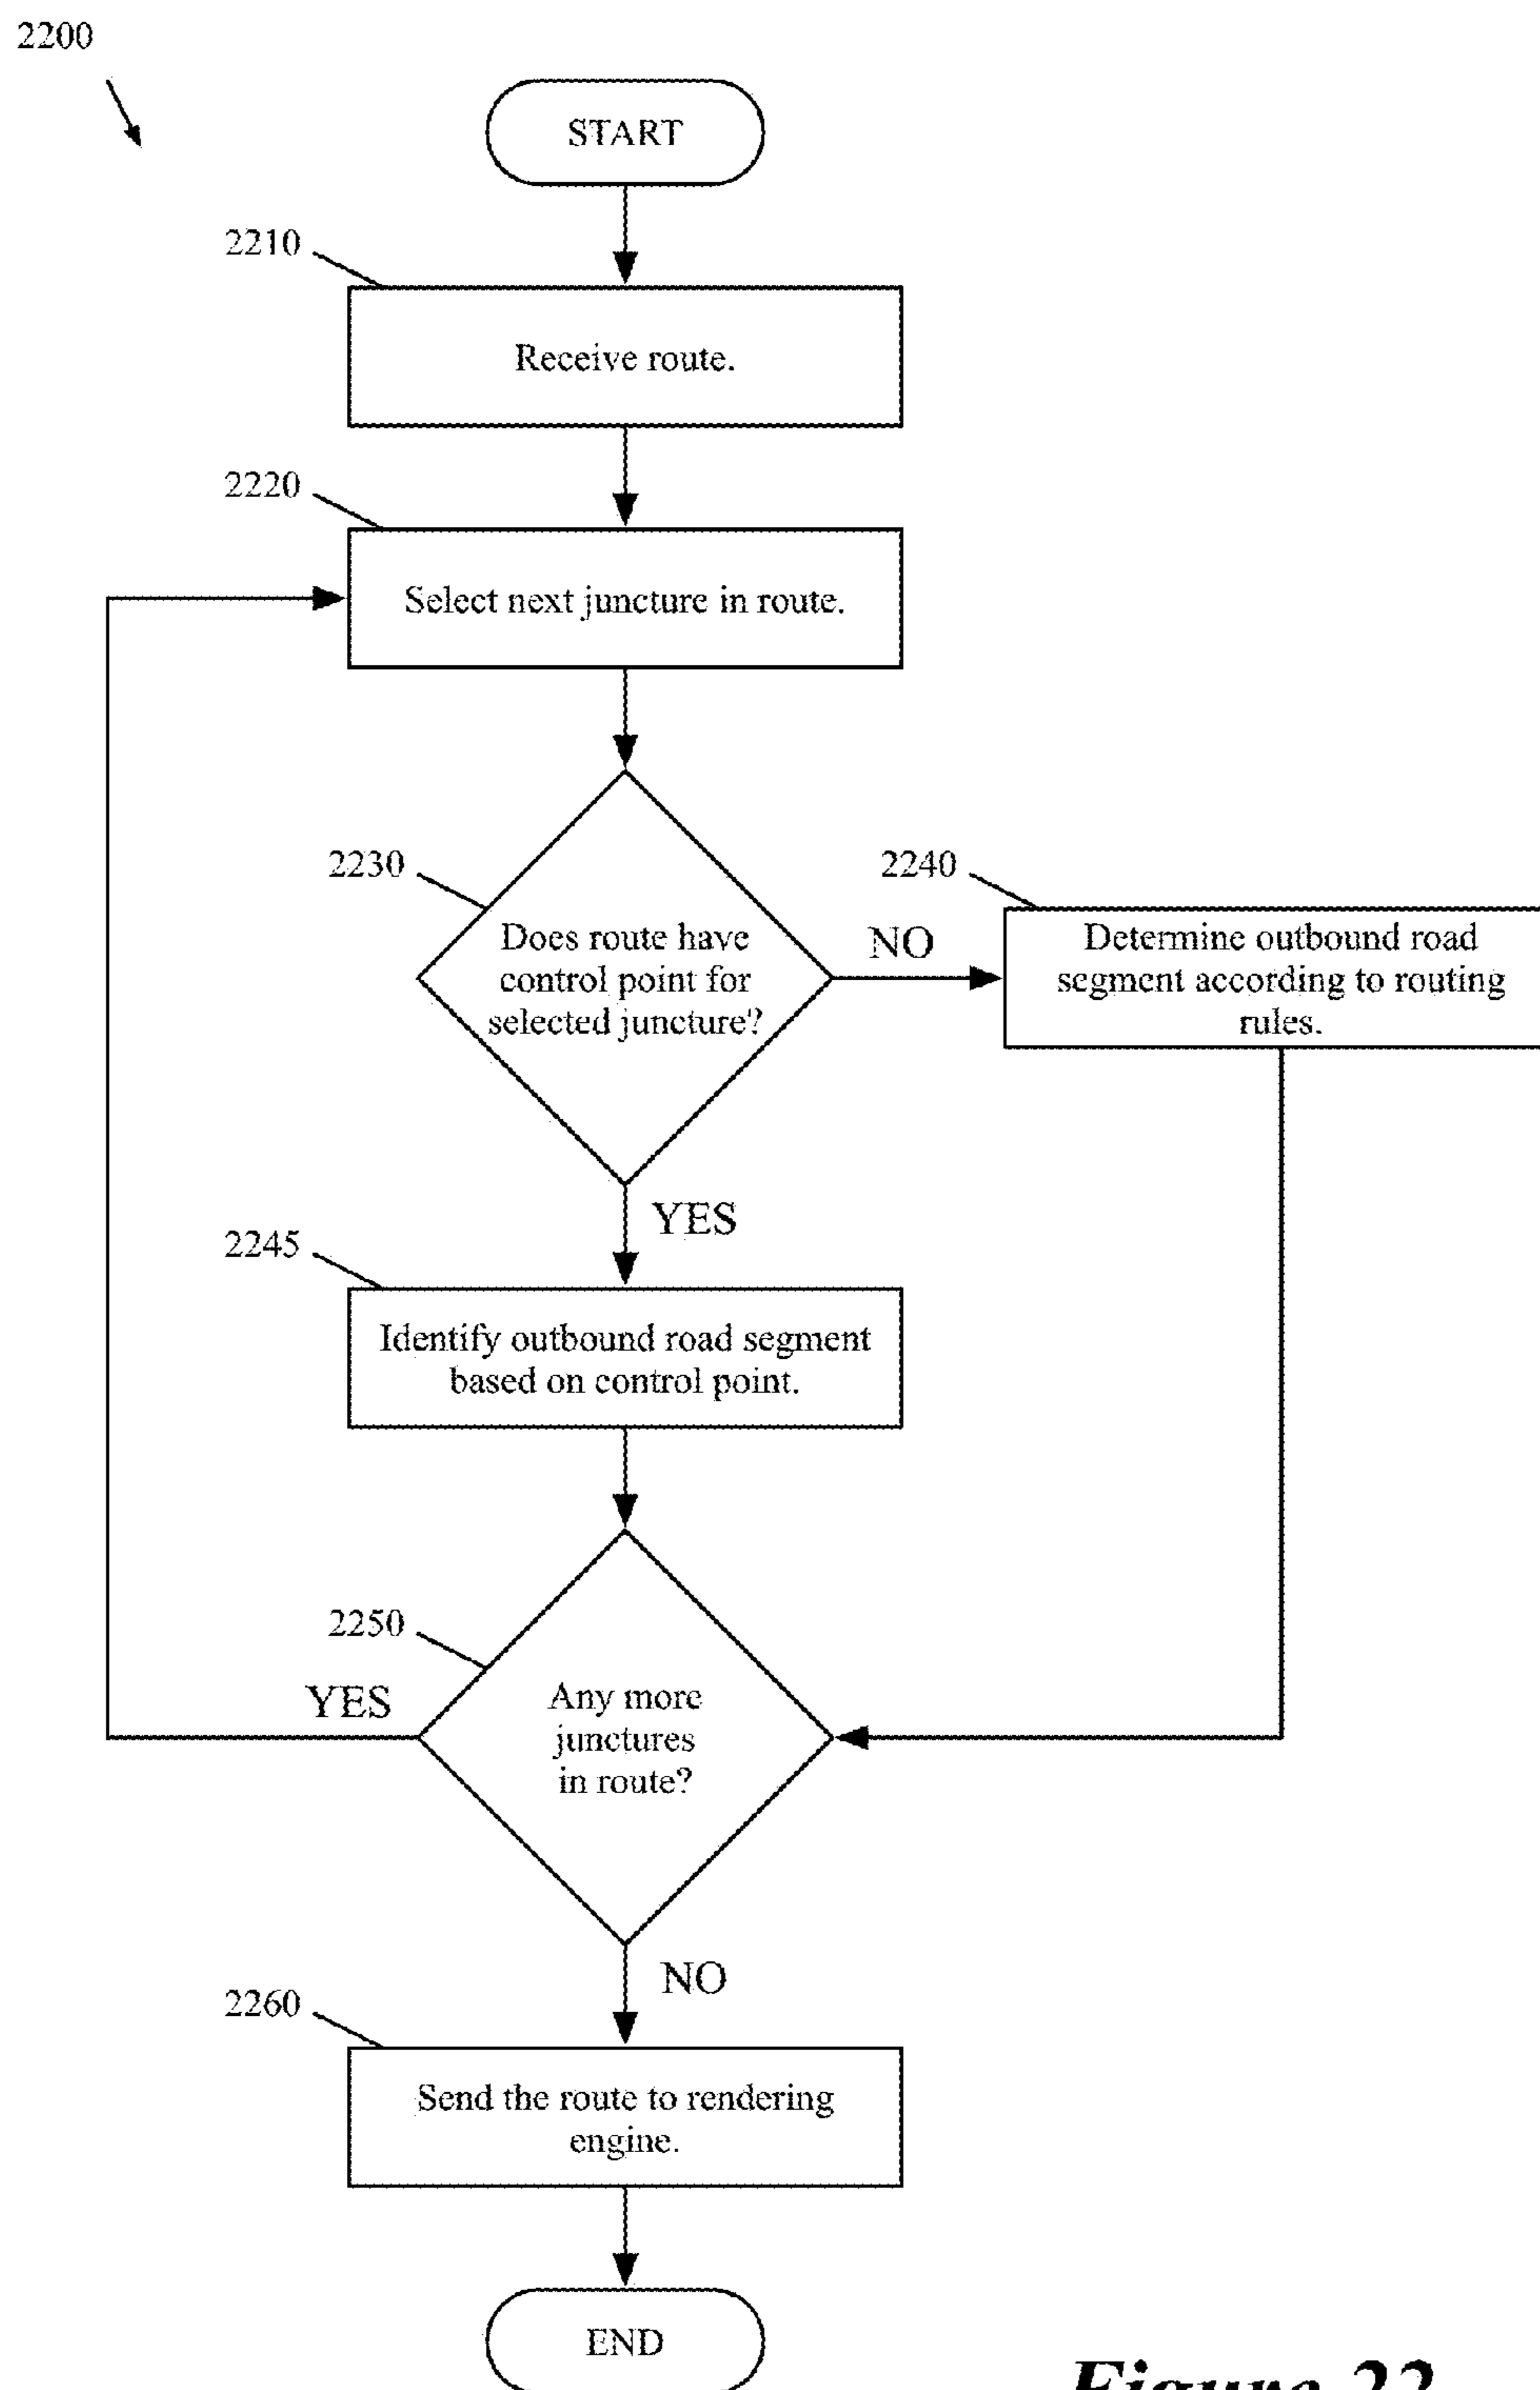 2200
START
2210
Receive route.
2220
Select next juncture in route.
2230
Does route have
control point for
selected juncture?
NO
2240
Determine outbound road
segment according to routing
rules.
YES
2245
Identify outbound road segment
based on control point.
2250
Any more
junctures
in route?
YES
NO
2260
Send the route to rendering
engine.
END
Figure 22